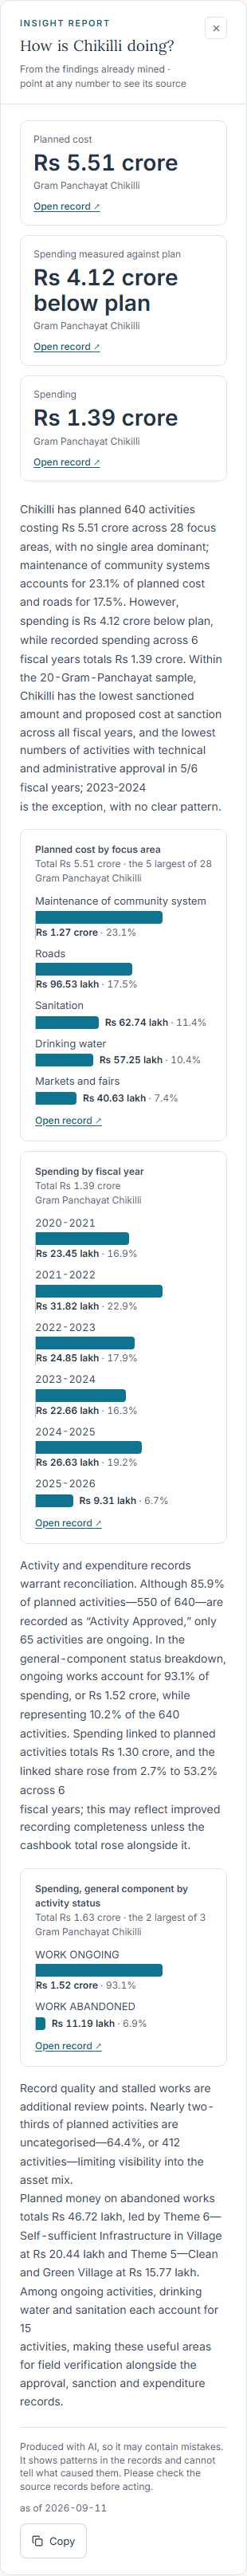 INSIGHT REPORT
How is Chikilli doing?
From the findings already mined ·
point at any number to see its source
Planned cost
Rs 5.51 crore
Gram Panchayat Chikilli
Open record ↗
Spending measured against plan
Rs 4.12 crore
below plan
Gram Panchayat Chikilli
Open record ↗
Spending
Rs 1.39 crore
Gram Panchayat Chikilli
Open record ↗
Chikilli has planned 640 activities
costing Rs 5.51 crore across 28 focus
areas, with no single area dominant;
maintenance of community systems
accounts for 23.1% of planned cost
and roads for 17.5%. However,
spending is Rs 4.12 crore below plan,
while recorded spending across 6
fiscal years totals Rs 1.39 crore. Within
the 20-Gram-Panchayat sample,
Chikilli has the lowest sanctioned
amount and proposed cost at sanction
across all fiscal years, and the lowest
numbers of activities with technical
and administrative approval in 5/6
fiscal years; 2023-2024
is the exception, with no clear pattern.
Planned cost by focus area
Total Rs 5.51 crore · the 5 largest of 28
Gram Panchayat Chikilli
Maintenance of community system
Rs 1.27 crore · 23.1%
Roads
Rs 96.53 lakh · 17.5%
Sanitation
Rs 62.74 lakh · 11.4%
Drinking water
Rs 57.25 lakh · 10.4%
Markets and fairs
Rs 40.63 lakh · 7.4%
Open record ↗
Spending by fiscal year
Total Rs 1.39 crore
Gram Panchayat Chikilli
2020-2021
Rs 23.45 lakh · 16.9%
2021-2022
Rs 31.82 lakh · 22.9%
2022-2023
Rs 24.85 lakh · 17.9%
2023-2024
Rs 22.66 lakh · 16.3%
2024-2025
Rs 26.63 lakh · 19.2%
2025-2026
Rs 9.31 lakh · 6.7%
Open record ↗
Activity and expenditure records
warrant reconciliation. Although 85.9%
of planned activities—550 of 640—are
recorded as “Activity Approved,” only
65 activities are ongoing. In the
general-component status breakdown,
ongoing works account for 93.1% of
spending, or Rs 1.52 crore, while
representing 10.2% of the 640
activities. Spending linked to planned
activities totals Rs 1.30 crore, and the
linked share rose from 2.7% to 53.2%
across 6
fiscal years; this may reflect improved
recording completeness unless the
cashbook total rose alongside it.
Spending, general component by
activity status
Total Rs 1.63 crore · the 2 largest of 3
Gram Panchayat Chikilli
WORK ONGOING
Rs 1.52 crore · 93.1%
WORK ABANDONED
Rs 11.19 lakh · 6.9%
Open record ↗
Record quality and stalled works are
additional review points. Nearly two-
thirds of planned activities are
uncategorised—64.4%, or 412
activities—limiting visibility into the
asset mix.
Planned money on abandoned works
totals Rs 46.72 lakh, led by Theme 6—
Self-sufficient Infrastructure in Village
at Rs 20.44 lakh and Theme 5—Clean
and Green Village at Rs 15.77 lakh.
Among ongoing activities, drinking
water and sanitation each account for
15
activities, making these useful areas
for field verification alongside the
approval, sanction and expenditure
records.
Produced with AI, so it may contain mistakes.
It shows patterns in the records and cannot
tell what caused them. Please check the
source records before acting.
as of 2026-09-11
Copy